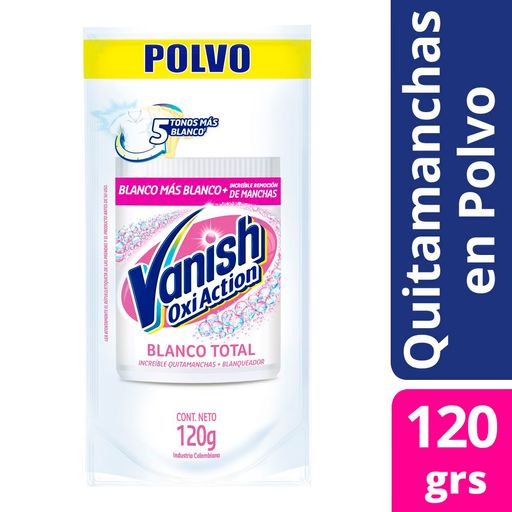 POLVO
5 TONOS MÁS
BLANCO
BLANCO MÁS BLANCO +
INCREÍBLE REMOCIÓN
DE MANCHAS
Vanish
Oxi Action
BLANCO TOTAL
INCREÍBLE QUITAMANCHAS + BLANQUEADOR
CONT. NETO
120g
Industria Colombiana
Quitamanchas
en Polvo
120
grs